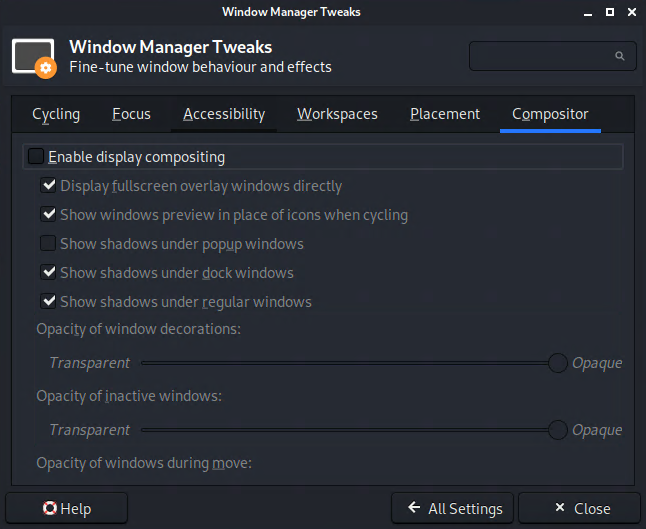 Window Manager Tweaks
Window Manager Tweaks
Fine-tune window behaviour and effects
Cycling Focus Accessibility Workspaces Placement Compositor
Enable display compositing
Display fullscreen overlay windows directly
Show windows preview in place of icons when cycling
Show shadows under popup windows
Show shadows under dock windows
Show shadows under regular windows
Opacity of window decorations:
Transparent Opaque
Opacity of inactive windows:
Transparent Opaque
Opacity of windows during move:
Help All Settings Close